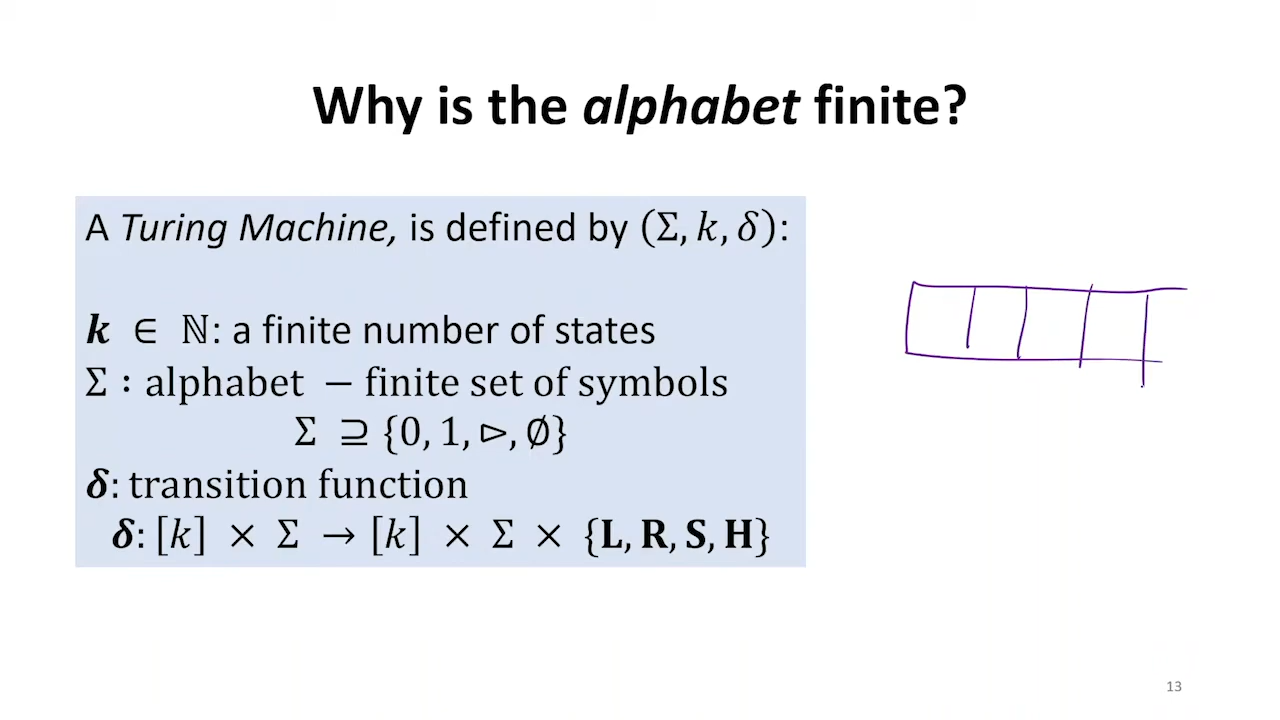 Why is the alphabet finite?
A Turing Machine, is defined by (Σ, k, δ):
k ∈ ℕ: a finite number of states
Σ : alphabet − finite set of symbols
Σ ⊇ {0, 1, ⊳, ∅}
δ: transition function
δ: [k] × Σ → [k] × Σ × {L, R, S, H}
13